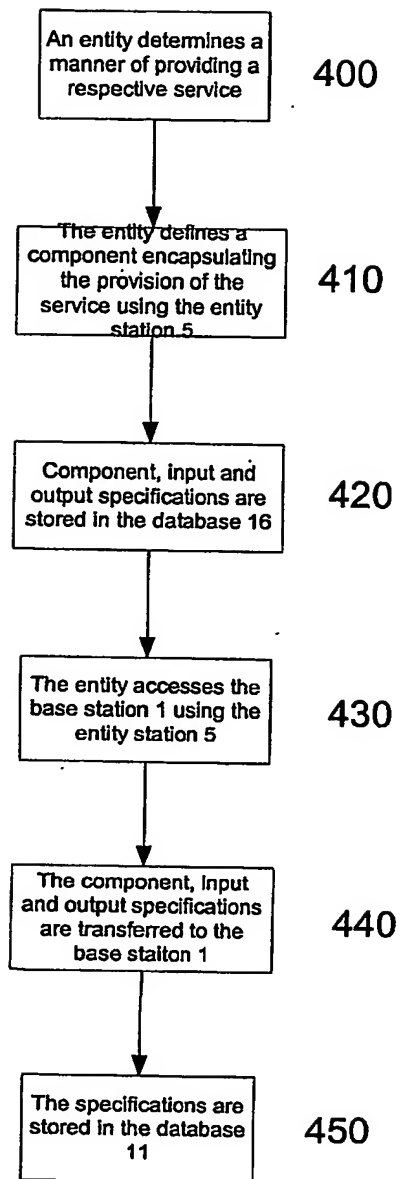 An entity determines a
manner of providing a
respective service
400
The entity defines a
component encapsulating
the provision of the
service using the entity
station 5
410
Component, input and
output specifications are
stored in the database 16
420
The entity accesses the
base station 1 using the
entity station 5
430
The component, input
and output specifications
are transferred to the
base staiton 1
440
The specifications are
stored in the database
11
450